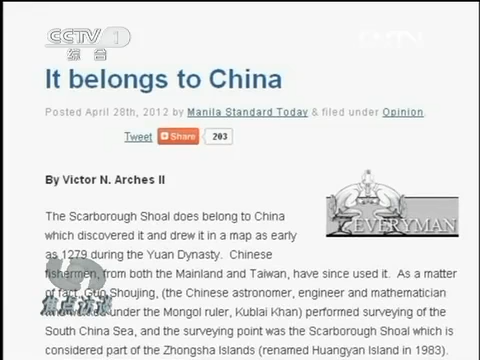 CCTV 1
综合
It belongs to China
Posted April 28th, 2012 by Manila Standard Today & filed under Opinion.
Tweet Share 203
By Victor N. Arches II
EVERYMAN
The Scarborough Shoal does belong to China
which discovered it and drew it in a map as early
as 1279 during the Yuan Dynasty. Chinese
fishermen, from both the Mainland and Taiwan, have since used it. As a matter
of fact, Guo Shoujing, (the Chinese astronomer, engineer and mathematician
under the Mongol ruler, Kublai Khan) performed surveying of
the South China Sea, and the surveying point was the Scarborough Shoal which is
considered part of the Zhongsha Islands (renamed Huangyan Island in 1983).
焦点访谈